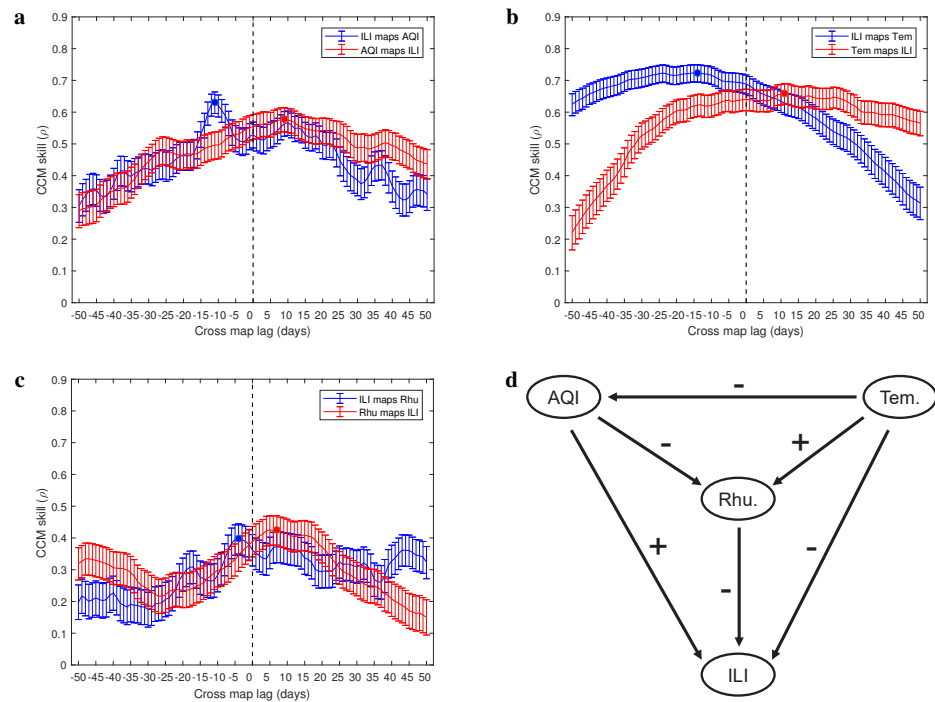 a
ILI maps AQI
AQI maps ILI
CCM skill (ρ)
0.9
0.8
0.7
0.6
0.5
0.4
0.3
0.2
0.1
0
-50 -45 -40 -35 -30 -25 -20 -15 -10 -5 0 5 10 15 20 25 30 35 40 45 50
Cross map lag (days)
b
ILI maps Tem
Tem maps ILI
CCM skill (ρ)
0.9
0.8
0.7
0.6
0.5
0.4
0.3
0.2
0.1
0
-50 -45 -40 -35 -30 -25 -20 -15 -10 -5 0 5 10 15 20 25 30 35 40 45 50
Cross map lag (days)
c
ILI maps Rhu
Rhu maps ILI
CCM skill (ρ)
0.9
0.8
0.7
0.6
0.5
0.4
0.3
0.2
0.1
0
-50 -45 -40 -35 -30 -25 -20 -15 -10 -5 0 5 10 15 20 25 30 35 40 45 50
Cross map lag (days)
d
AQI - Tem.
- +
Rhu.
+ - -
ILI